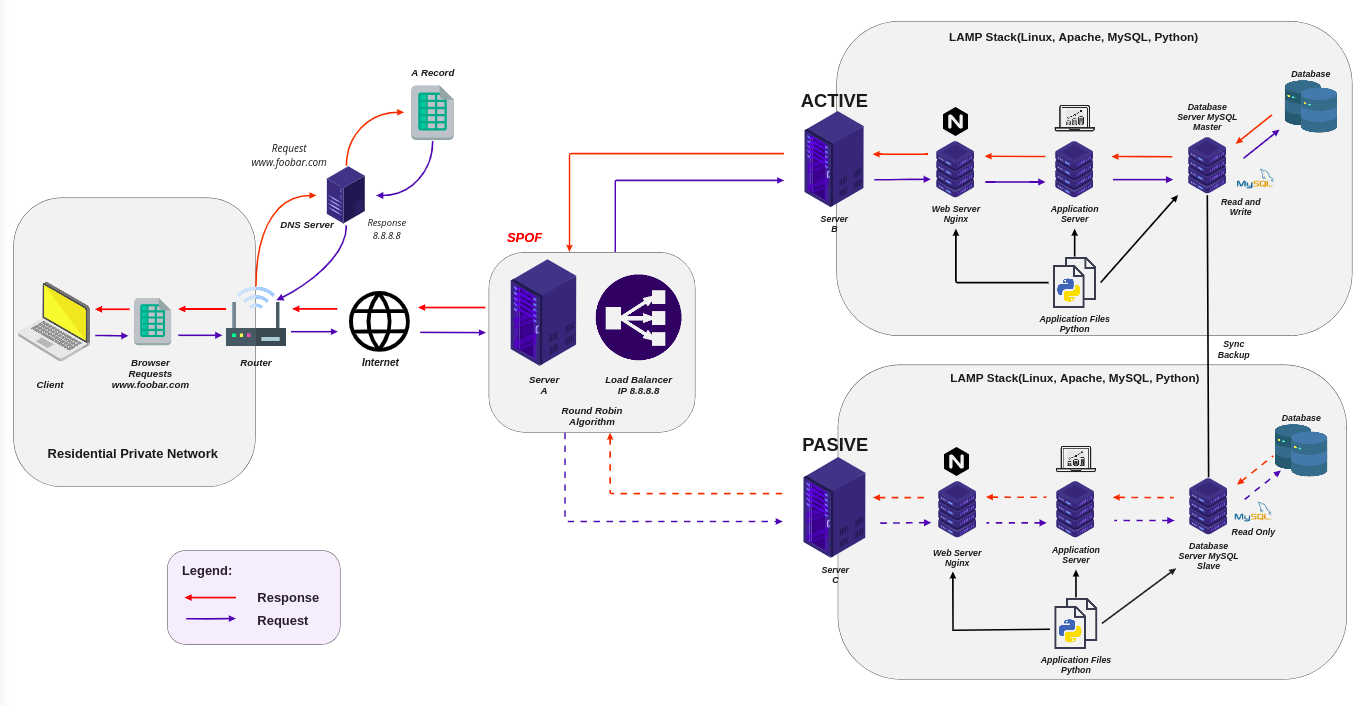 LAMP Stack(Linux, Apache, MySQL, Python)
A Record
Database
ACTIVE
Database
Server MySQL
Master
N
Request
www.foobar.com
MySQL
DNS Server
Response
8.8.8.8
Server
B
Web Server
Nginx
Application
Server
Read and
Write
SPOF
Application Files
Python
Sync
Backup
Client
Browser
Requests
www.foobar.com
Router
Internet
Server
A
Load Balancer
IP 8.8.8.8
Round Robin
Algorithm
Residential Private Network
LAMP Stack(Linux, Apache, MySQL, Python)
Database
PASIVE
N
MySQL
Read Only
Server
C
Web Server
Nginx
Application
Server
Database
Server MySQL
Slave
Application Files
Python
Legend:
Response
Request